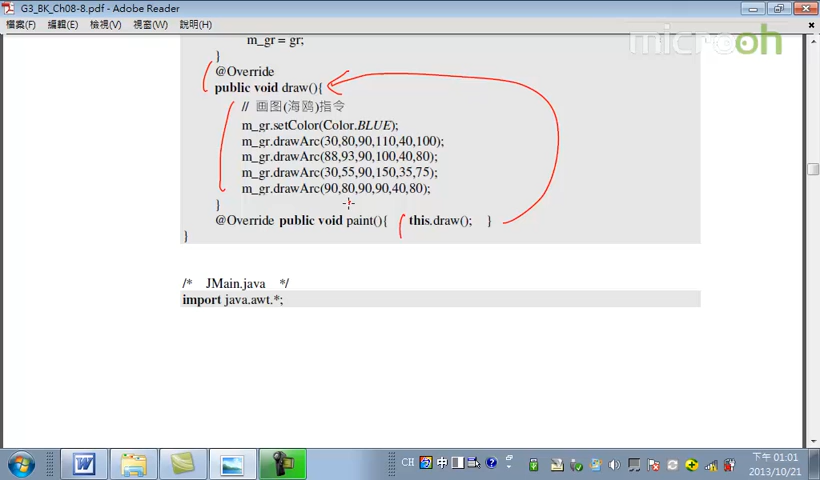 G3_BK_Ch08-8.pdf - Adobe Reader
檔案(F) 編輯(E) 檢視(V) 視窗(W) 說明(H)
microoh
m_gr = gr;
}
@Override
public void draw(){
// 画图(海鸥)指令
m_gr.setColor(Color.BLUE);
m_gr.drawArc(30,80,90,110,40,100);
m_gr.drawArc(88,93,90,100,40,80);
m_gr.drawArc(30,55,90,150,35,75);
m_gr.drawArc(90,80,90,90,40,80);
}
@Override public void paint(){ this.draw(); }
}
/* JMain.java */
import java.awt.*;
CH 中 下午 01:01
2013/10/21